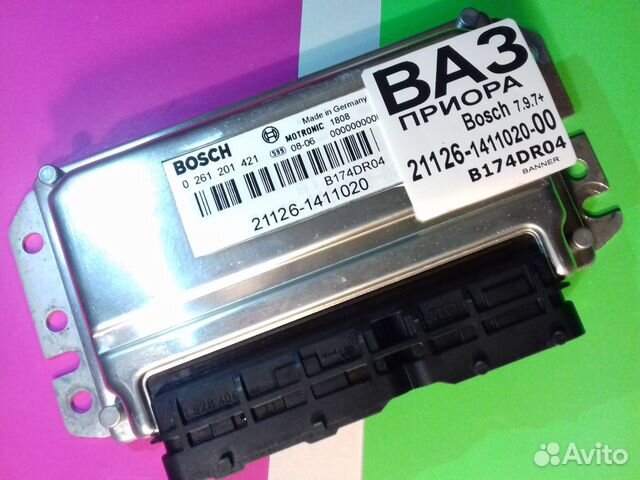 BOSCH
0 261 201 421
Made in Germany
MOTRONIC 1808
08-06
B174DR04
21126-1411020
ВАЗ
ПРИОРА
Bosch 7.9.7+
21126-1411020-00
B174DR04
BANNER
Avito